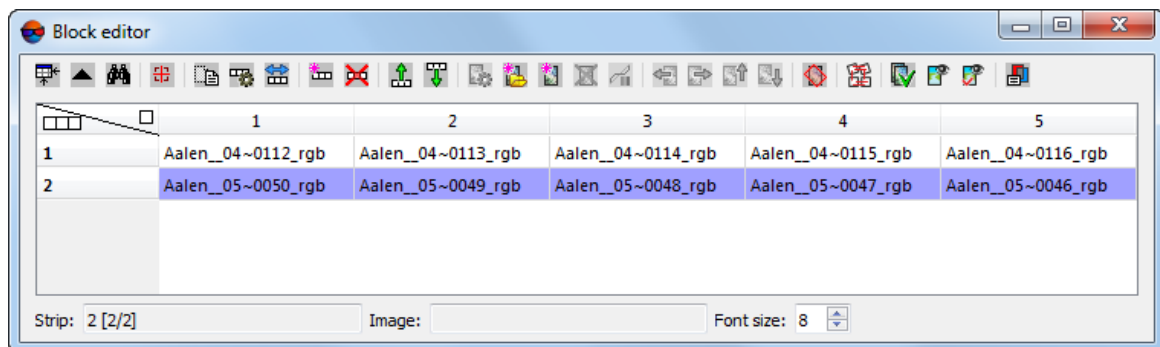 Block editor
1 2 3 4 5
1 Aalen__04~0112_rgb Aalen__04~0113_rgb Aalen__04~0114_rgb Aalen__04~0115_rgb Aalen__04~0116_rgb
2 Aalen__05~0050_rgb Aalen__05~0049_rgb Aalen__05~0048_rgb Aalen__05~0047_rgb Aalen__05~0046_rgb
Strip: 2 [2/2] Image: Font size: 8